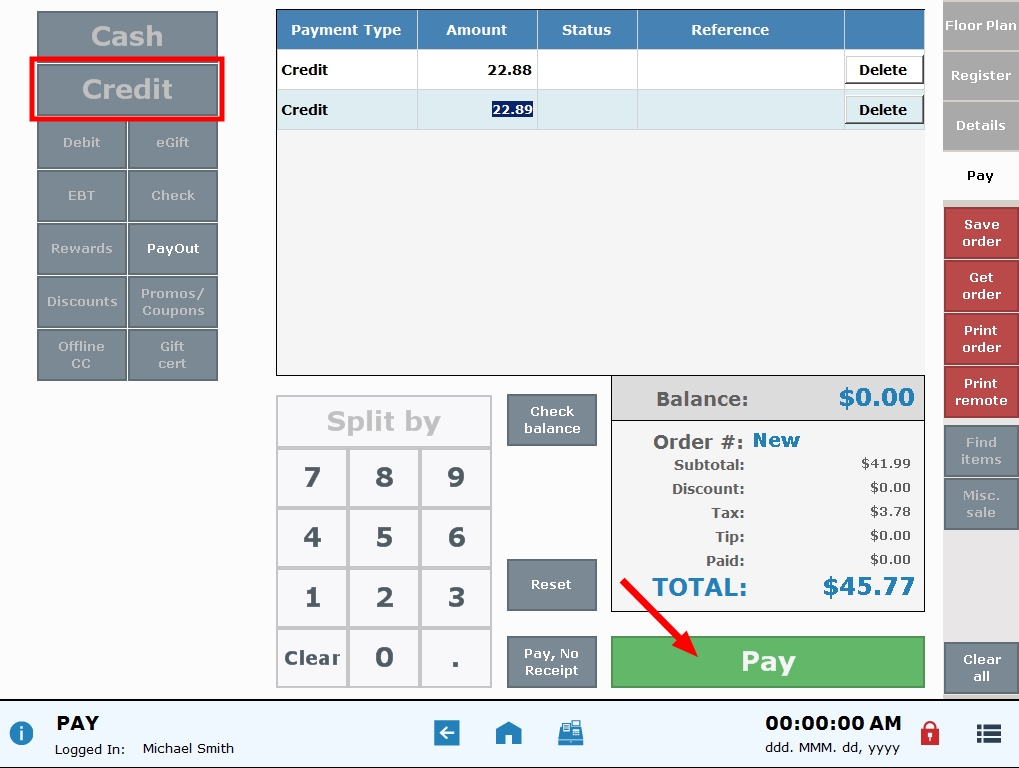 Cash
Credit
Debit
eGift
EBT
Check
Rewards
PayOut
Discounts
Promos/
Coupons
Offline
CC
Gift
cert
Payment Type Amount Status Reference
Credit 22.88 Delete
Credit 22.89 Delete
Split by
7 8 9
4 5 6
1 2 3
Clear 0 .
Check
balance
Reset
Pay, No
Receipt
Balance: $0.00
Order #: New
Subtotal: $41.99
Discount: $0.00
Tax: $3.78
Tip: $0.00
Paid: $0.00
TOTAL: $45.77
Pay
Floor Plan
Register
Details
Pay
Save
order
Get
order
Print
order
Print
remote
Find
items
Misc.
sale
Clear
all
i
PAY
Logged In: Michael Smith
00:00:00 AM
ddd. MMM. dd, yyyy